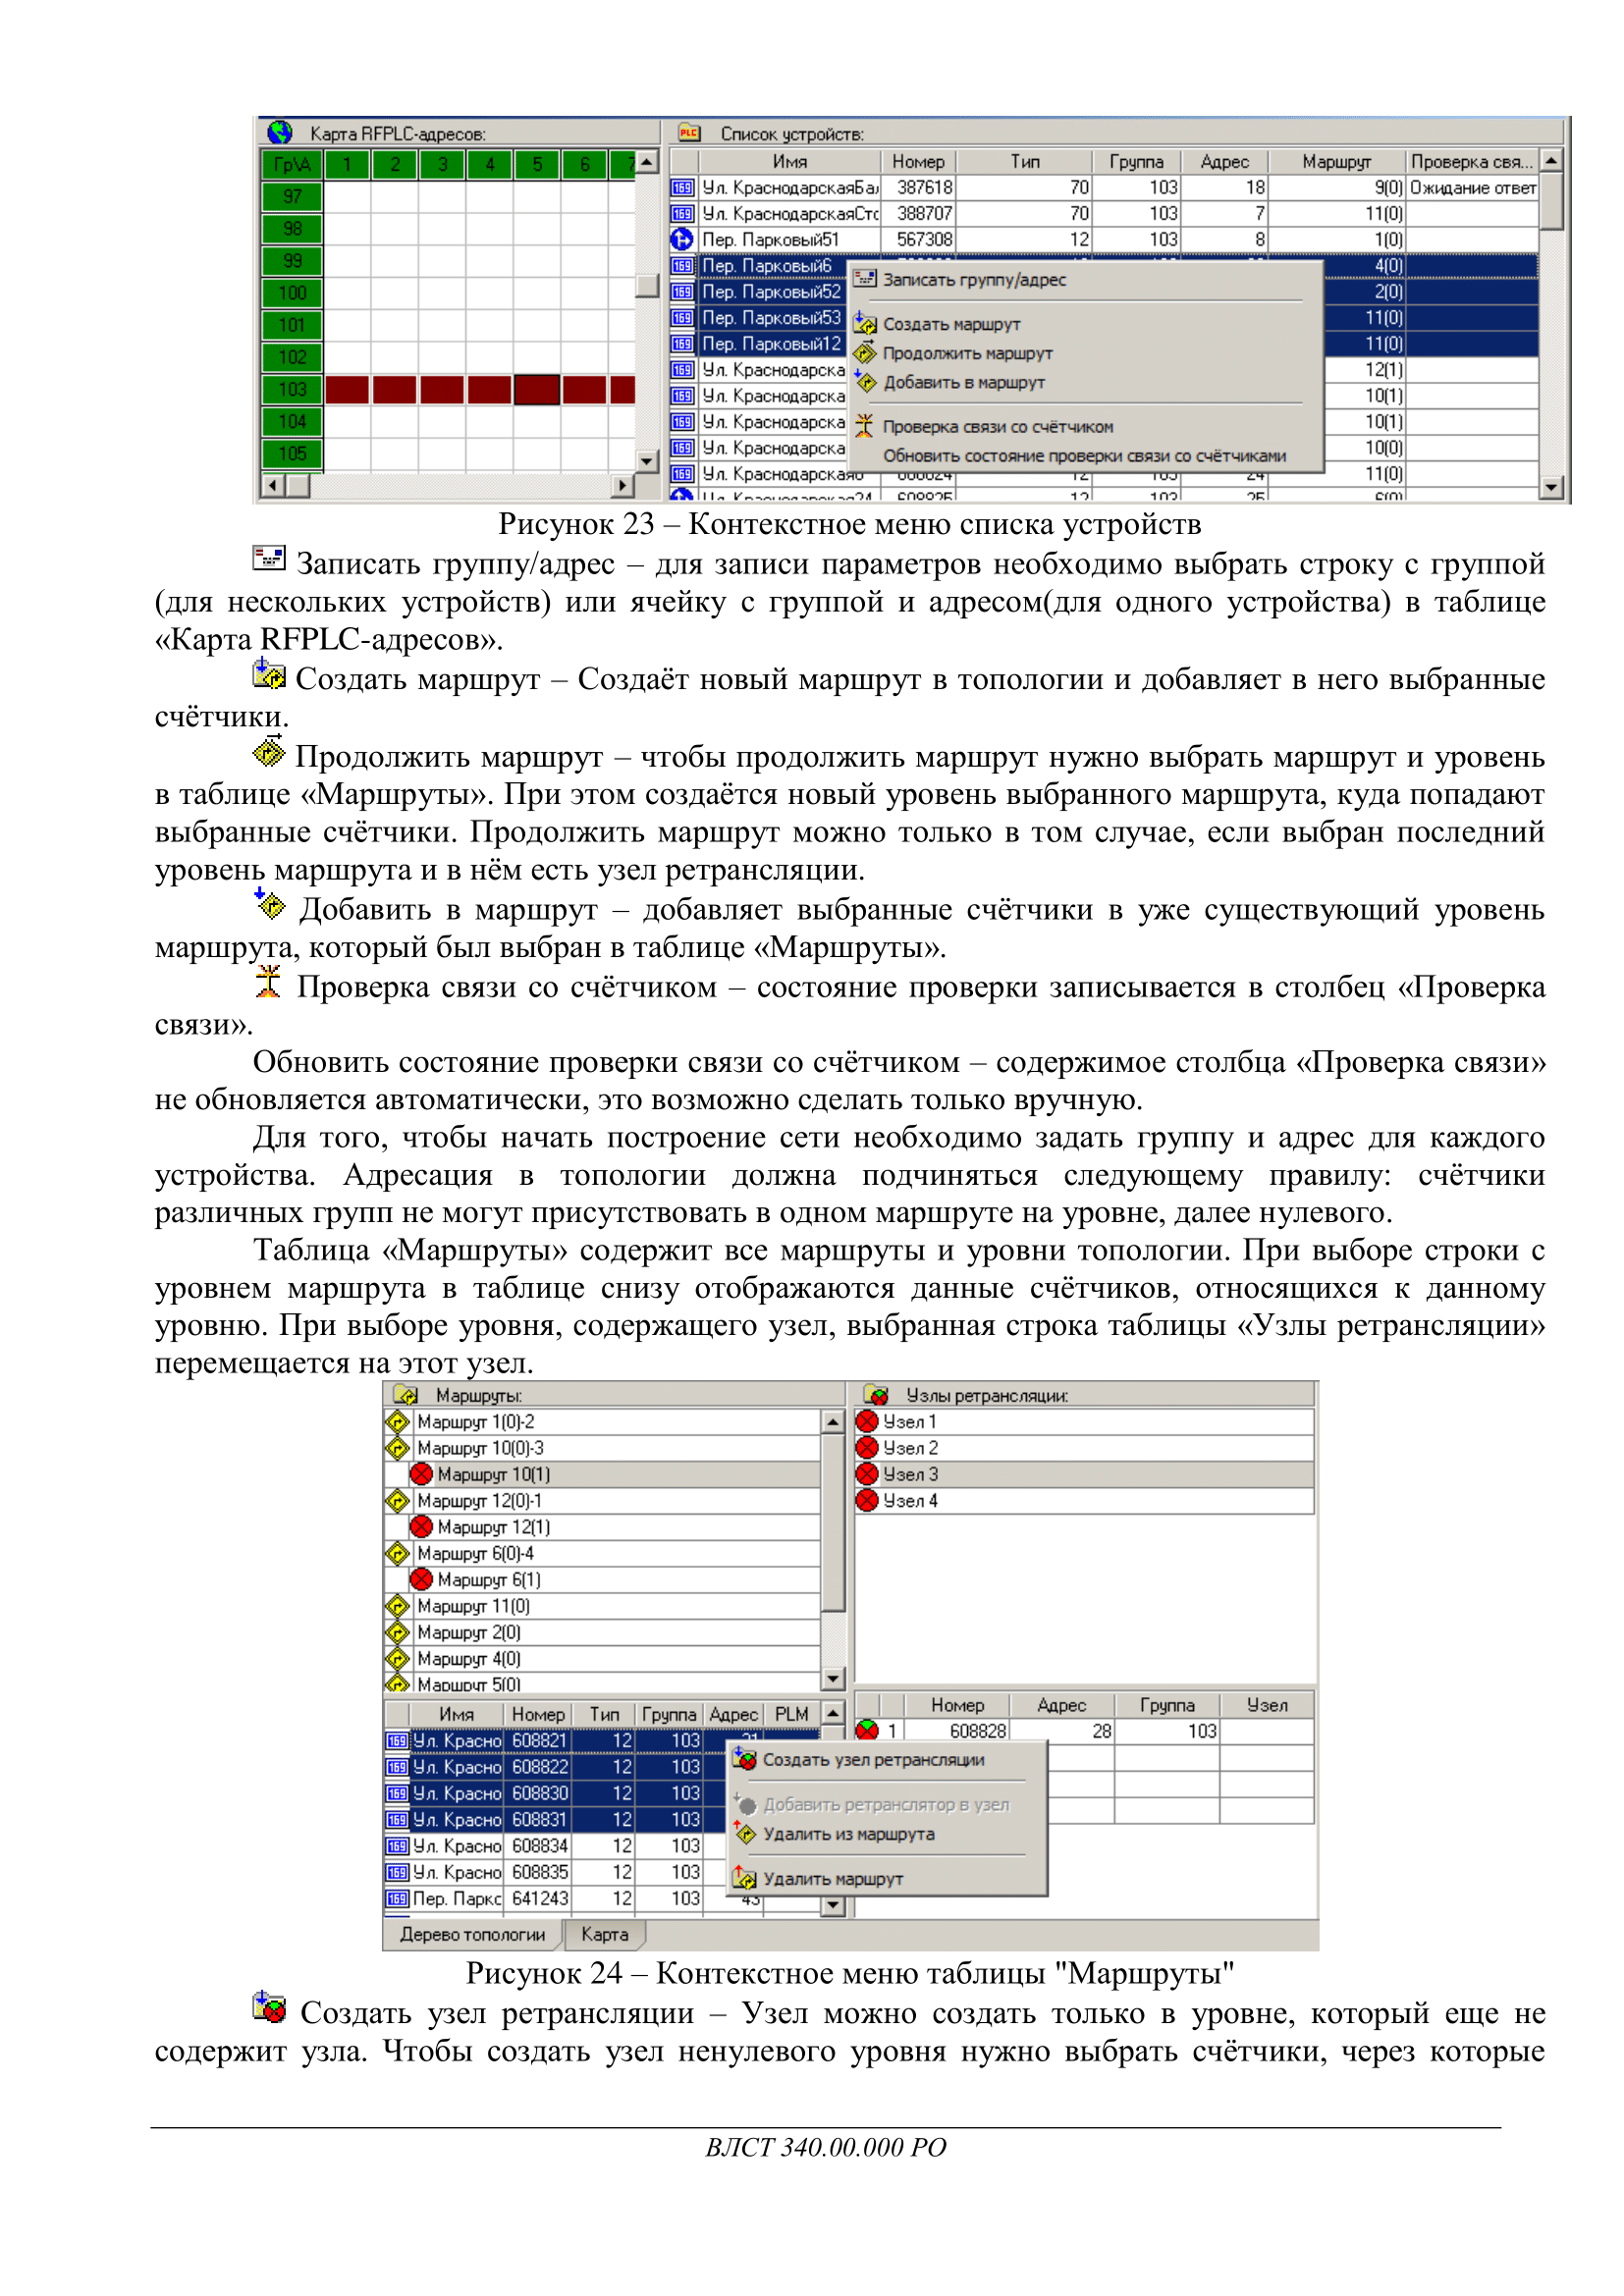 Карта RFPLC-адресов:
Гр\А 1 2 3 4 5 6 7
97
98
99
100
101
102
103
104
105
Список устройств:
Имя Номер Тип Группа Адрес Маршрут Проверка свя...
Ул. КраснодарскаяБа 387618 70 103 18 9(0) Ожидание ответ
Ул. КраснодарскаяСто 388707 70 103 7 11(0)
Пер. Парковый51 567308 12 103 8 1(0)
Пер. Парковый6 4(0)
Пер. Парковый52 2(0)
Пер. Парковый53 11(0)
Пер. Парковый12 11(0)
Ул. Краснодарска 12(1)
Ул. Краснодарска 10(1)
Ул. Краснодарска 10(1)
Ул. Краснодарска 10(0)
Ул. Краснодарская6 608824 12 103 24 11(0)
Ул. Краснодарская24 608825 12 103 25 6(0)
Записать группу/адрес
Создать маршрут
Продолжить маршрут
Добавить в маршрут
Проверка связи со счётчиком
Обновить состояние проверки связи со счётчиками
Рисунок 23 – Контекстное меню списка устройств
Записать группу/адрес – для записи параметров необходимо выбрать строку с группой
(для нескольких устройств) или ячейку с группой и адресом(для одного устройства) в таблице
«Карта RFPLC-адресов».
Создать маршрут – Создаёт новый маршрут в топологии и добавляет в него выбранные
счётчики.
Продолжить маршрут – чтобы продолжить маршрут нужно выбрать маршрут и уровень
в таблице «Маршруты». При этом создаётся новый уровень выбранного маршрута, куда попадают
выбранные счётчики. Продолжить маршрут можно только в том случае, если выбран последний
уровень маршрута и в нём есть узел ретрансляции.
Добавить в маршрут – добавляет выбранные счётчики в уже существующий уровень
маршрута, который был выбран в таблице «Маршруты».
Проверка связи со счётчиком – состояние проверки записывается в столбец «Проверка
связи».
Обновить состояние проверки связи со счётчиком – содержимое столбца «Проверка связи»
не обновляется автоматически, это возможно сделать только вручную.
Для того, чтобы начать построение сети необходимо задать группу и адрес для каждого
устройства. Адресация в топологии должна подчиняться следующему правилу: счётчики
различных групп не могут присутствовать в одном маршруте на уровне, далее нулевого.
Таблица «Маршруты» содержит все маршруты и уровни топологии. При выборе строки с
уровнем маршрута в таблице снизу отображаются данные счётчиков, относящихся к данному
уровню. При выборе уровня, содержащего узел, выбранная строка таблицы «Узлы ретрансляции»
перемещается на этот узел.
Маршруты:
Маршрут 1(0)-2
Маршрут 10(0)-3
Маршрут 10(1)
Маршрут 12(0)-1
Маршрут 12(1)
Маршрут 6(0)-4
Маршрут 6(1)
Маршрут 11(0)
Маршрут 2(0)
Маршрут 4(0)
Маршрут 5(0)
Узлы ретрансляции:
Узел 1
Узел 2
Узел 3
Узел 4
Имя Номер Тип Группа Адрес PLM
Ул. Красно 608821 12 103 21
Ул. Красно 608822 12 103
Ул. Красно 608830 12 103
Ул. Красно 608831 12 103
Ул. Красно 608834 12 103
Ул. Красно 608835 12 103
Пер. Паркс 641243 12 103 43
Номер Адрес Группа Узел
1 608828 28 103
Создать узел ретрансляции
Добавить ретранслятор в узел
Удалить из маршрута
Удалить маршрут
Дерево топологии Карта
Рисунок 24 – Контекстное меню таблицы "Маршруты"
Создать узел ретрансляции – Узел можно создать только в уровне, который еще не
содержит узла. Чтобы создать узел ненулевого уровня нужно выбрать счётчики, через которые
ВЛСТ 340.00.000 РО